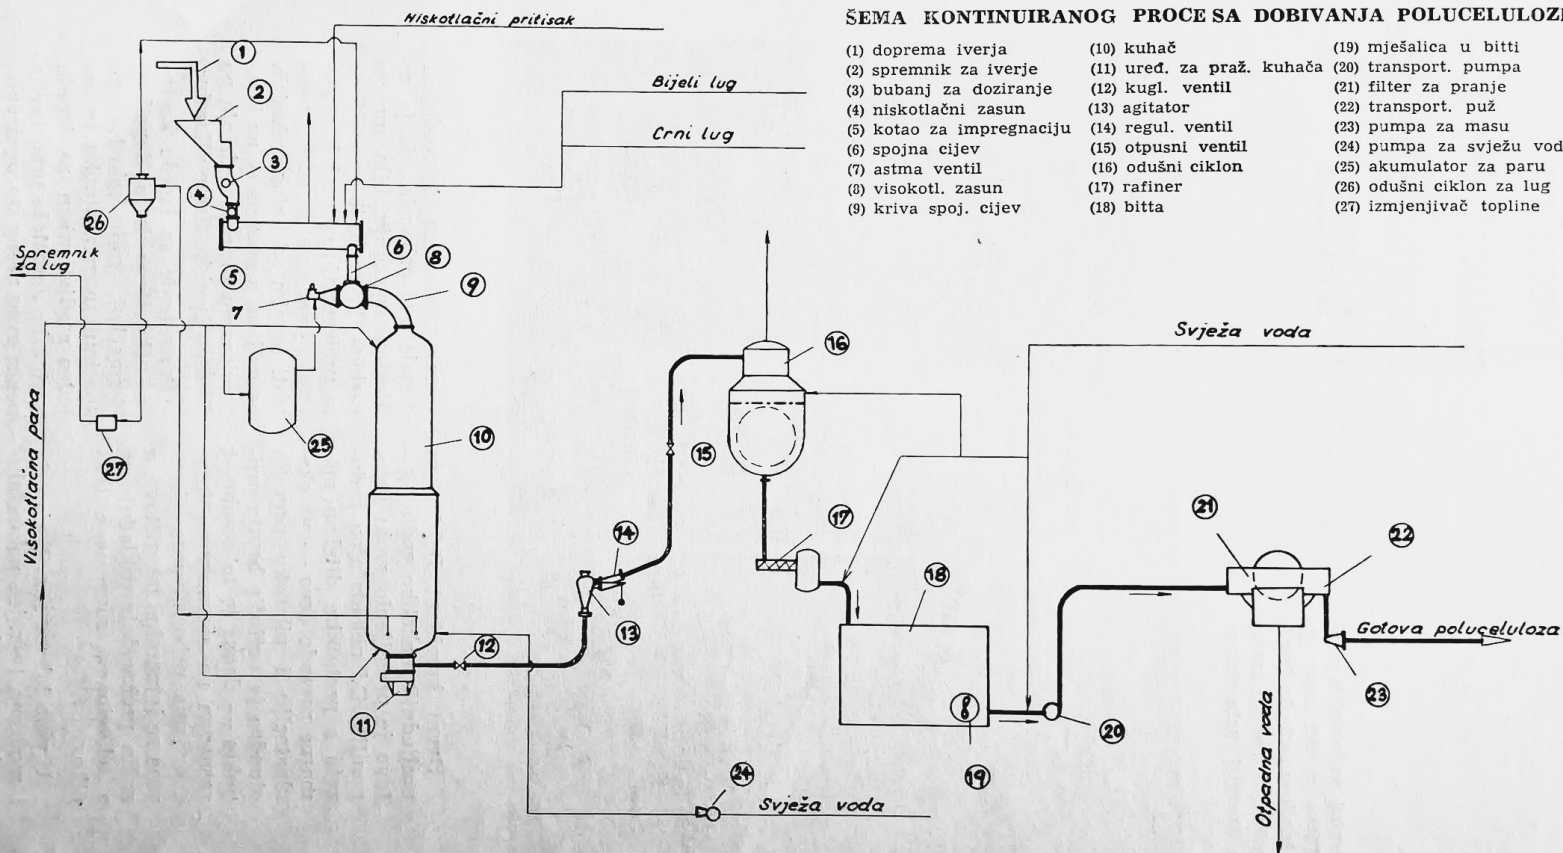 ŠEMA KONTINUIRANOG PROCESA DOBIVANJA POLUCELULOZE
(1) doprema iverja
(2) spremnik za iverje
(3) bubanj za doziranje
(4) niskotlačni zasun
(5) kotao za impregnaciju
(6) spojna cijev
(7) astma ventil
(8) visokotl. zasun
(9) kriva spoj. cijev
(10) kuhač
(11) uređ. za praž. kuhača
(12) kugl. ventil
(13) agitator
(14) regul. ventil
(15) otpusni ventil
(16) odušni ciklon
(17) rafiner
(18) bitta
(19) mješalica u bitti
(20) transport. pumpa
(21) filter za pranje
(22) transport. puž
(23) pumpa za masu
(24) pumpa za svježu vod
(25) akumulator za paru
(26) odušni ciklon za lug
(27) izmjenjivač topline
Niskotlačni pritisak
Bijeli lug
Crni lug
1
2
3
4
26
Spremnik
za lug
5
6
8
9
7
Svježa voda
16
Visokotlačna para
25
10
15
27
17
14
21
22
18
13
12
Gotova poluceluloza
23
11
20
19
24
Svježa voda
Otpadna voda